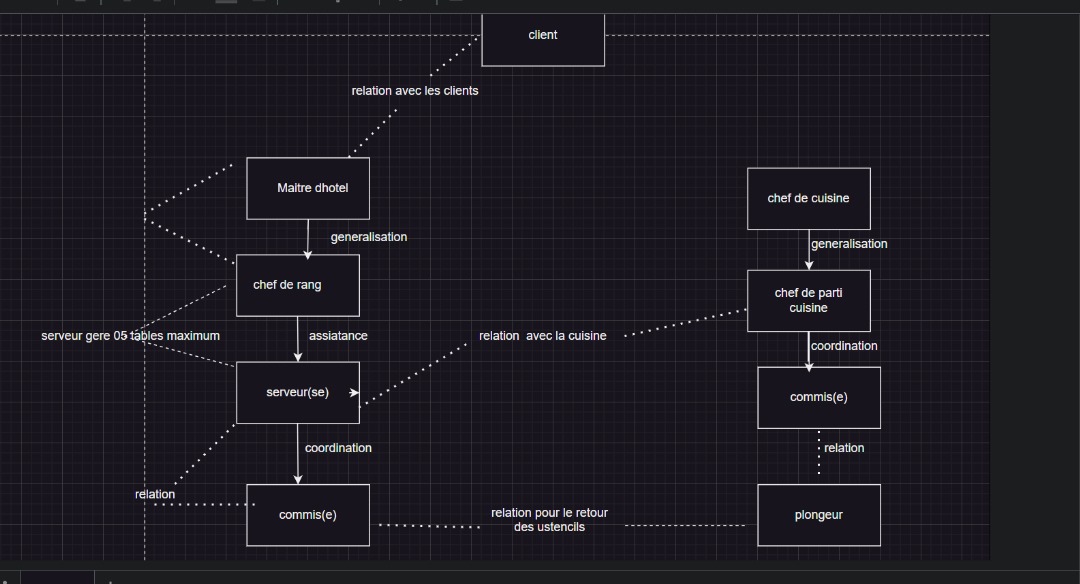 client
relation avec les clients
Maitre dhotel
chef de cuisine
generalisation
generalisation
chef de rang
chef de parti
cuisine
serveur gere 05 tables maximum
assiatance
relation  avec la cuisine
coordination
serveur(se)
commis(e)
coordination
relation
relation
commis(e)
relation pour le retour
des ustencils
plongeur